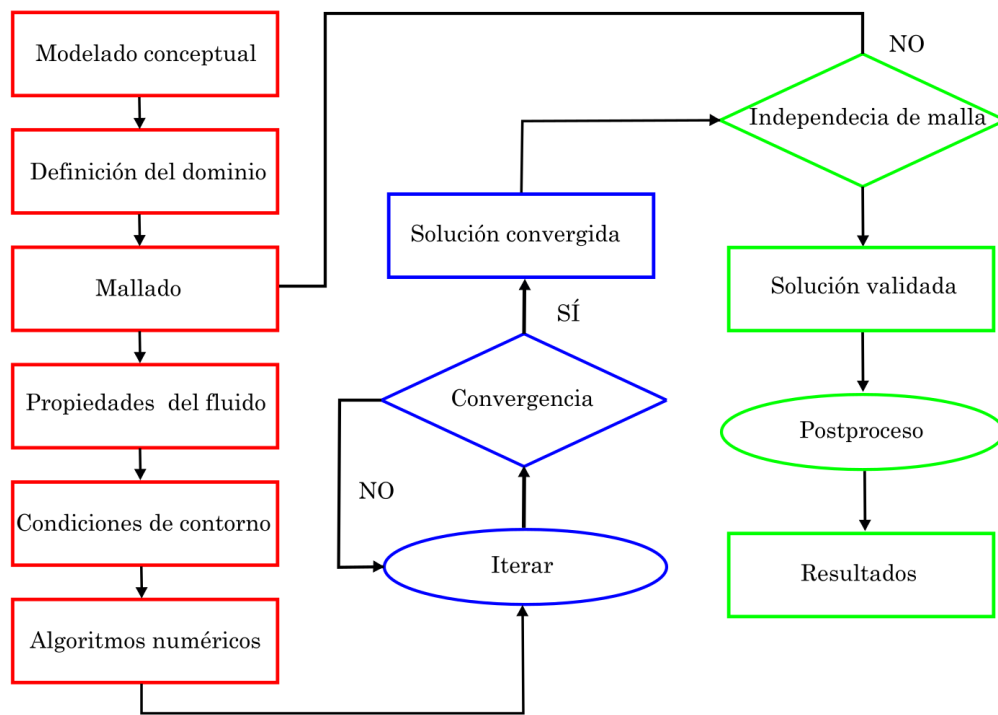 Modelado conceptual
Definición del dominio
Mallado
Propiedades del fluido
Condiciones de contorno
Algoritmos numéricos
Solución convergida
SÍ
Convergencia
NO
Iterar
NO
Independecia de malla
Solución validada
Postproceso
Resultados